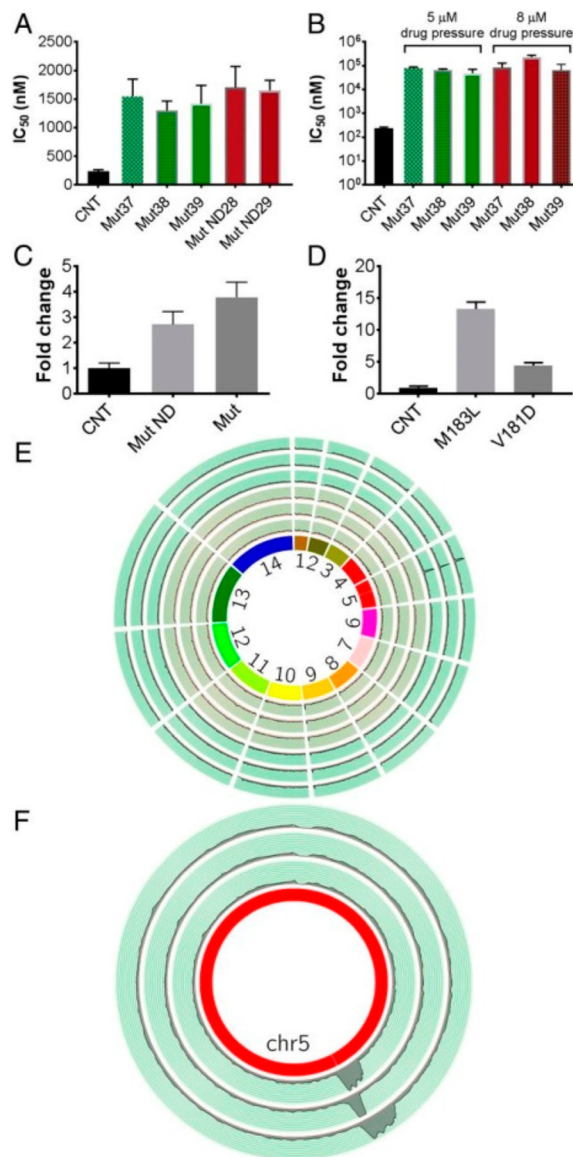 A
IC50 (nM)
2500
2000
1500
1000
500
0
CNT
Mut37
Mut38
Mut39
Mut ND28
Mut ND29
B
5 µM
drug pressure
8 µM
drug pressure
IC50 (nM)
10^6
10^5
10^4
10^3
10^2
10^1
10^0
CNT
Mut37
Mut38
Mut39
Mut37
Mut38
Mut39
C
Fold change
5
4
3
2
1
0
CNT
Mut ND
Mut
D
Fold change
20
15
10
5
0
CNT
M183L
V181D
E
1
2
3
4
5
6
7
8
9
10
11
12
13
14
F
chr5